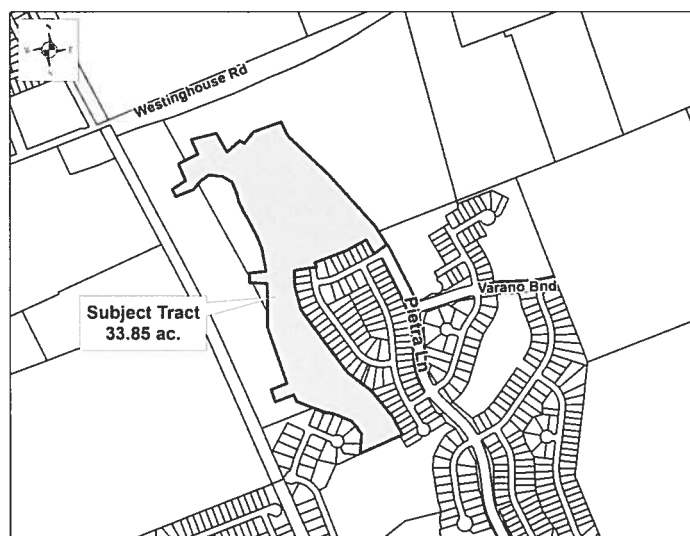 Westinghouse Rd
Varano Bnd
Subject Tract
33.85 ac.
Pietra Ln